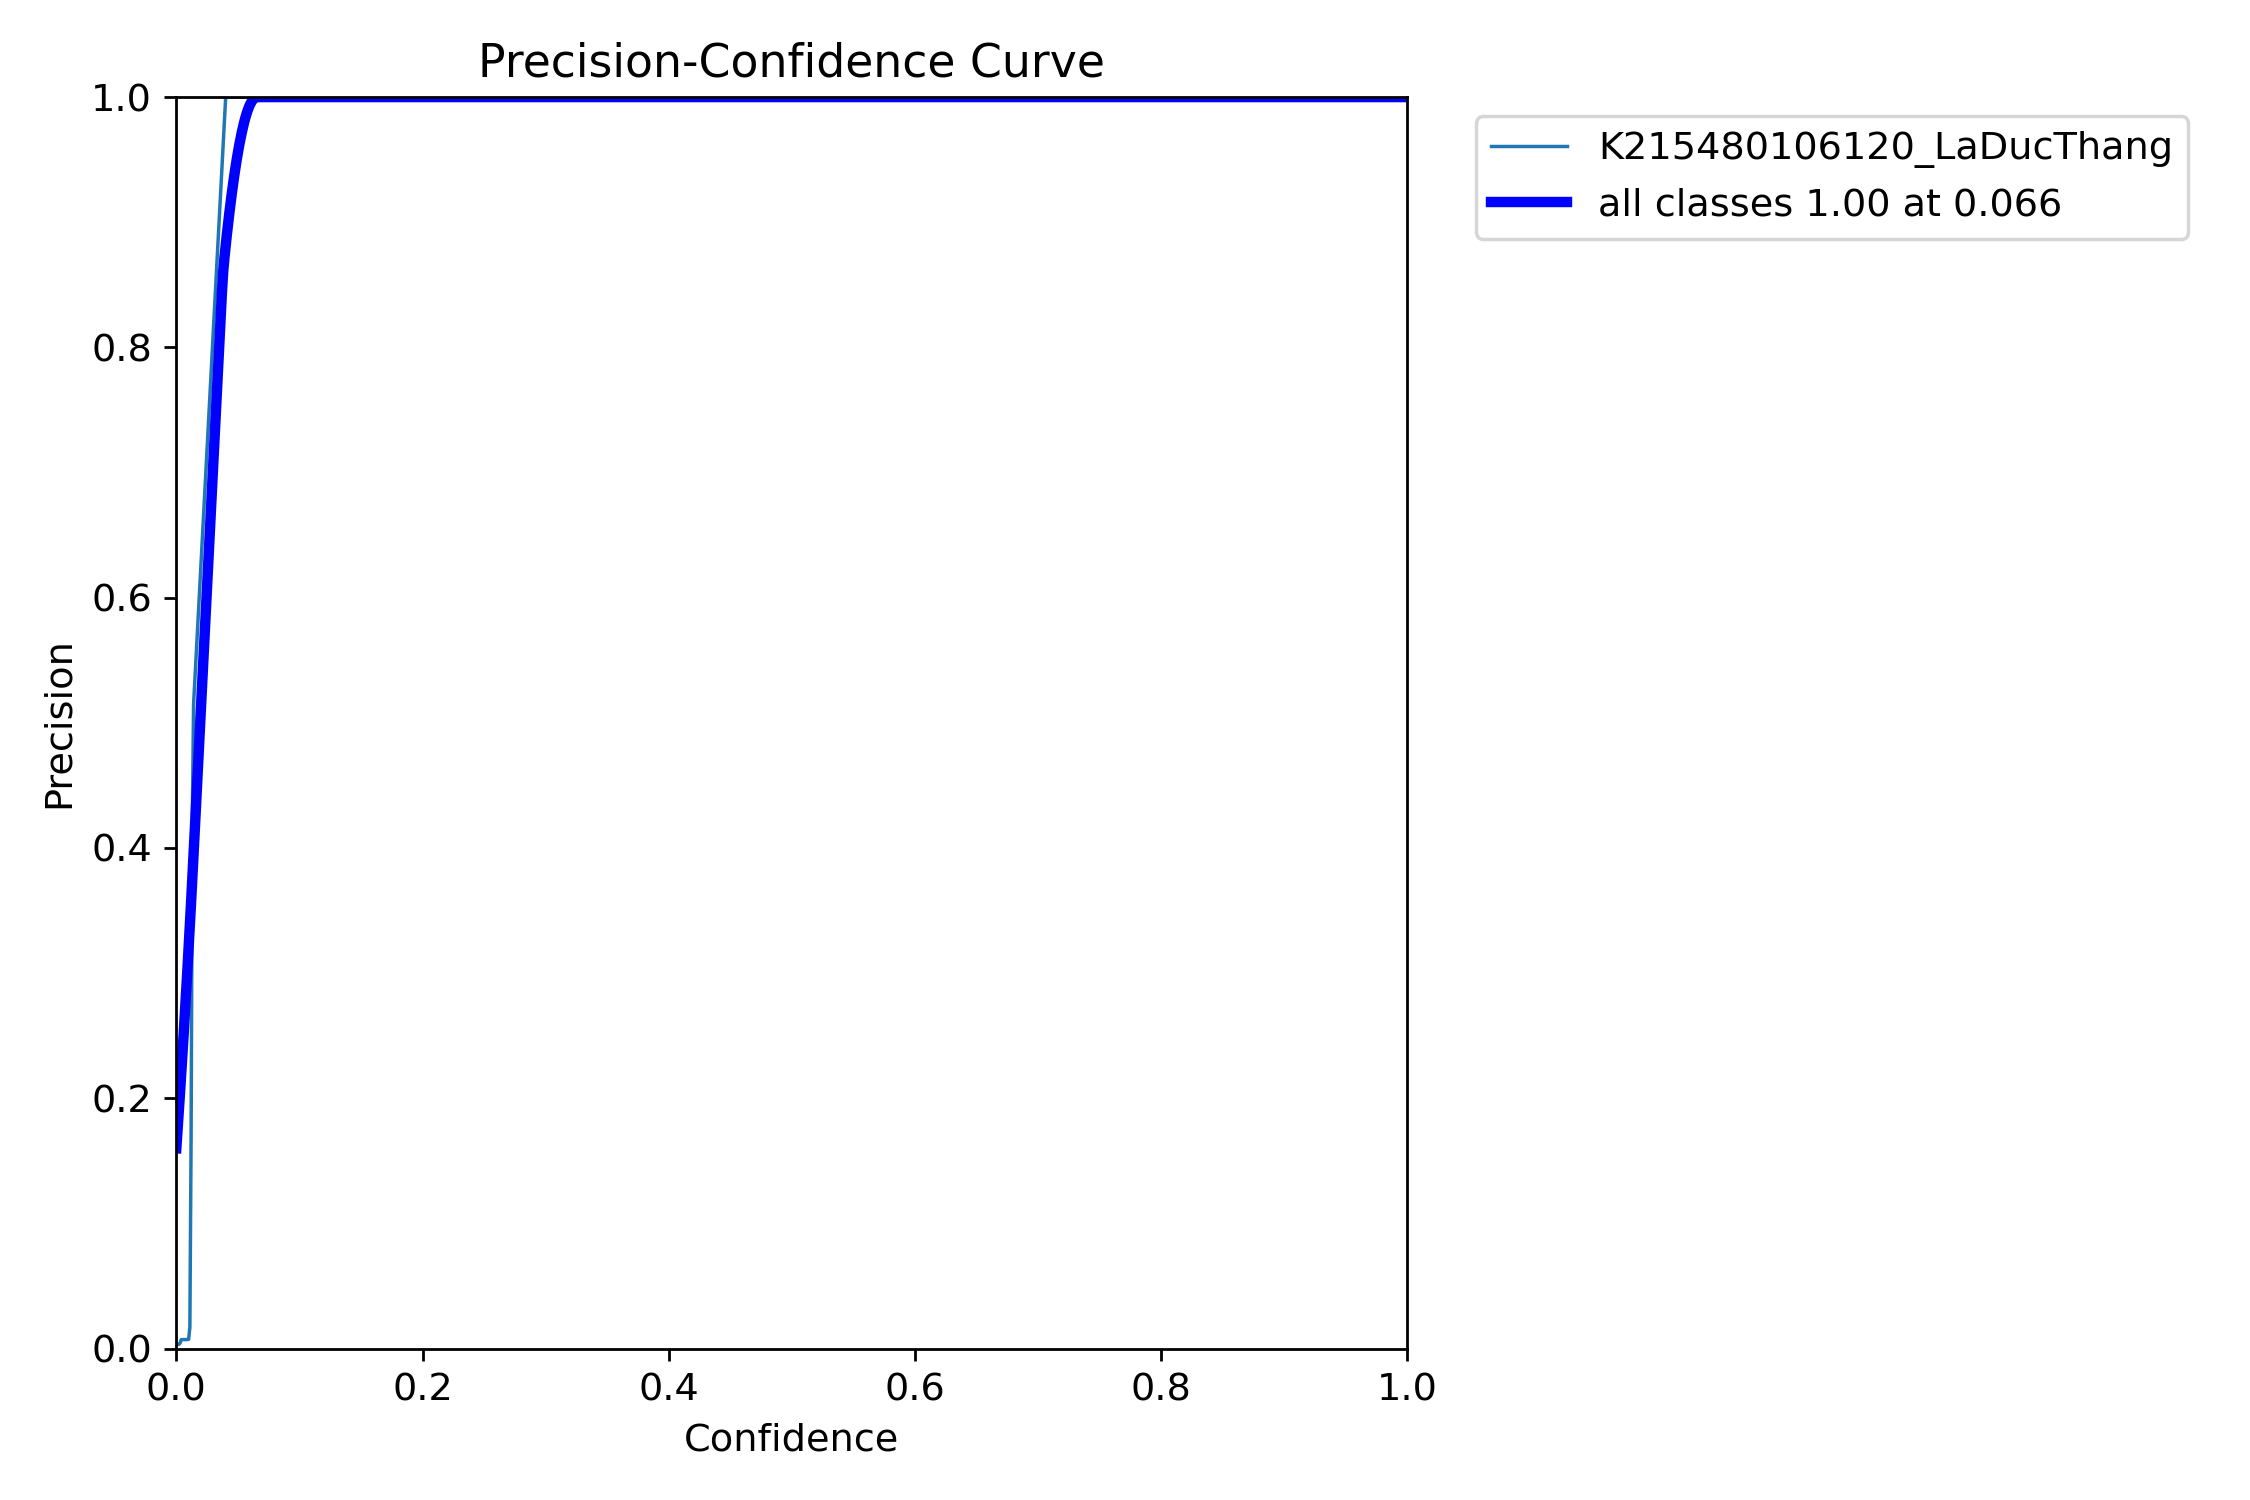 Precision-Confidence Curve
1.0
0.8
0.6
0.4
0.2
0.0
Precision
0.0 0.2 0.4 0.6 0.8 1.0
Confidence
K215480106120_LaDucThang
all classes 1.00 at 0.066